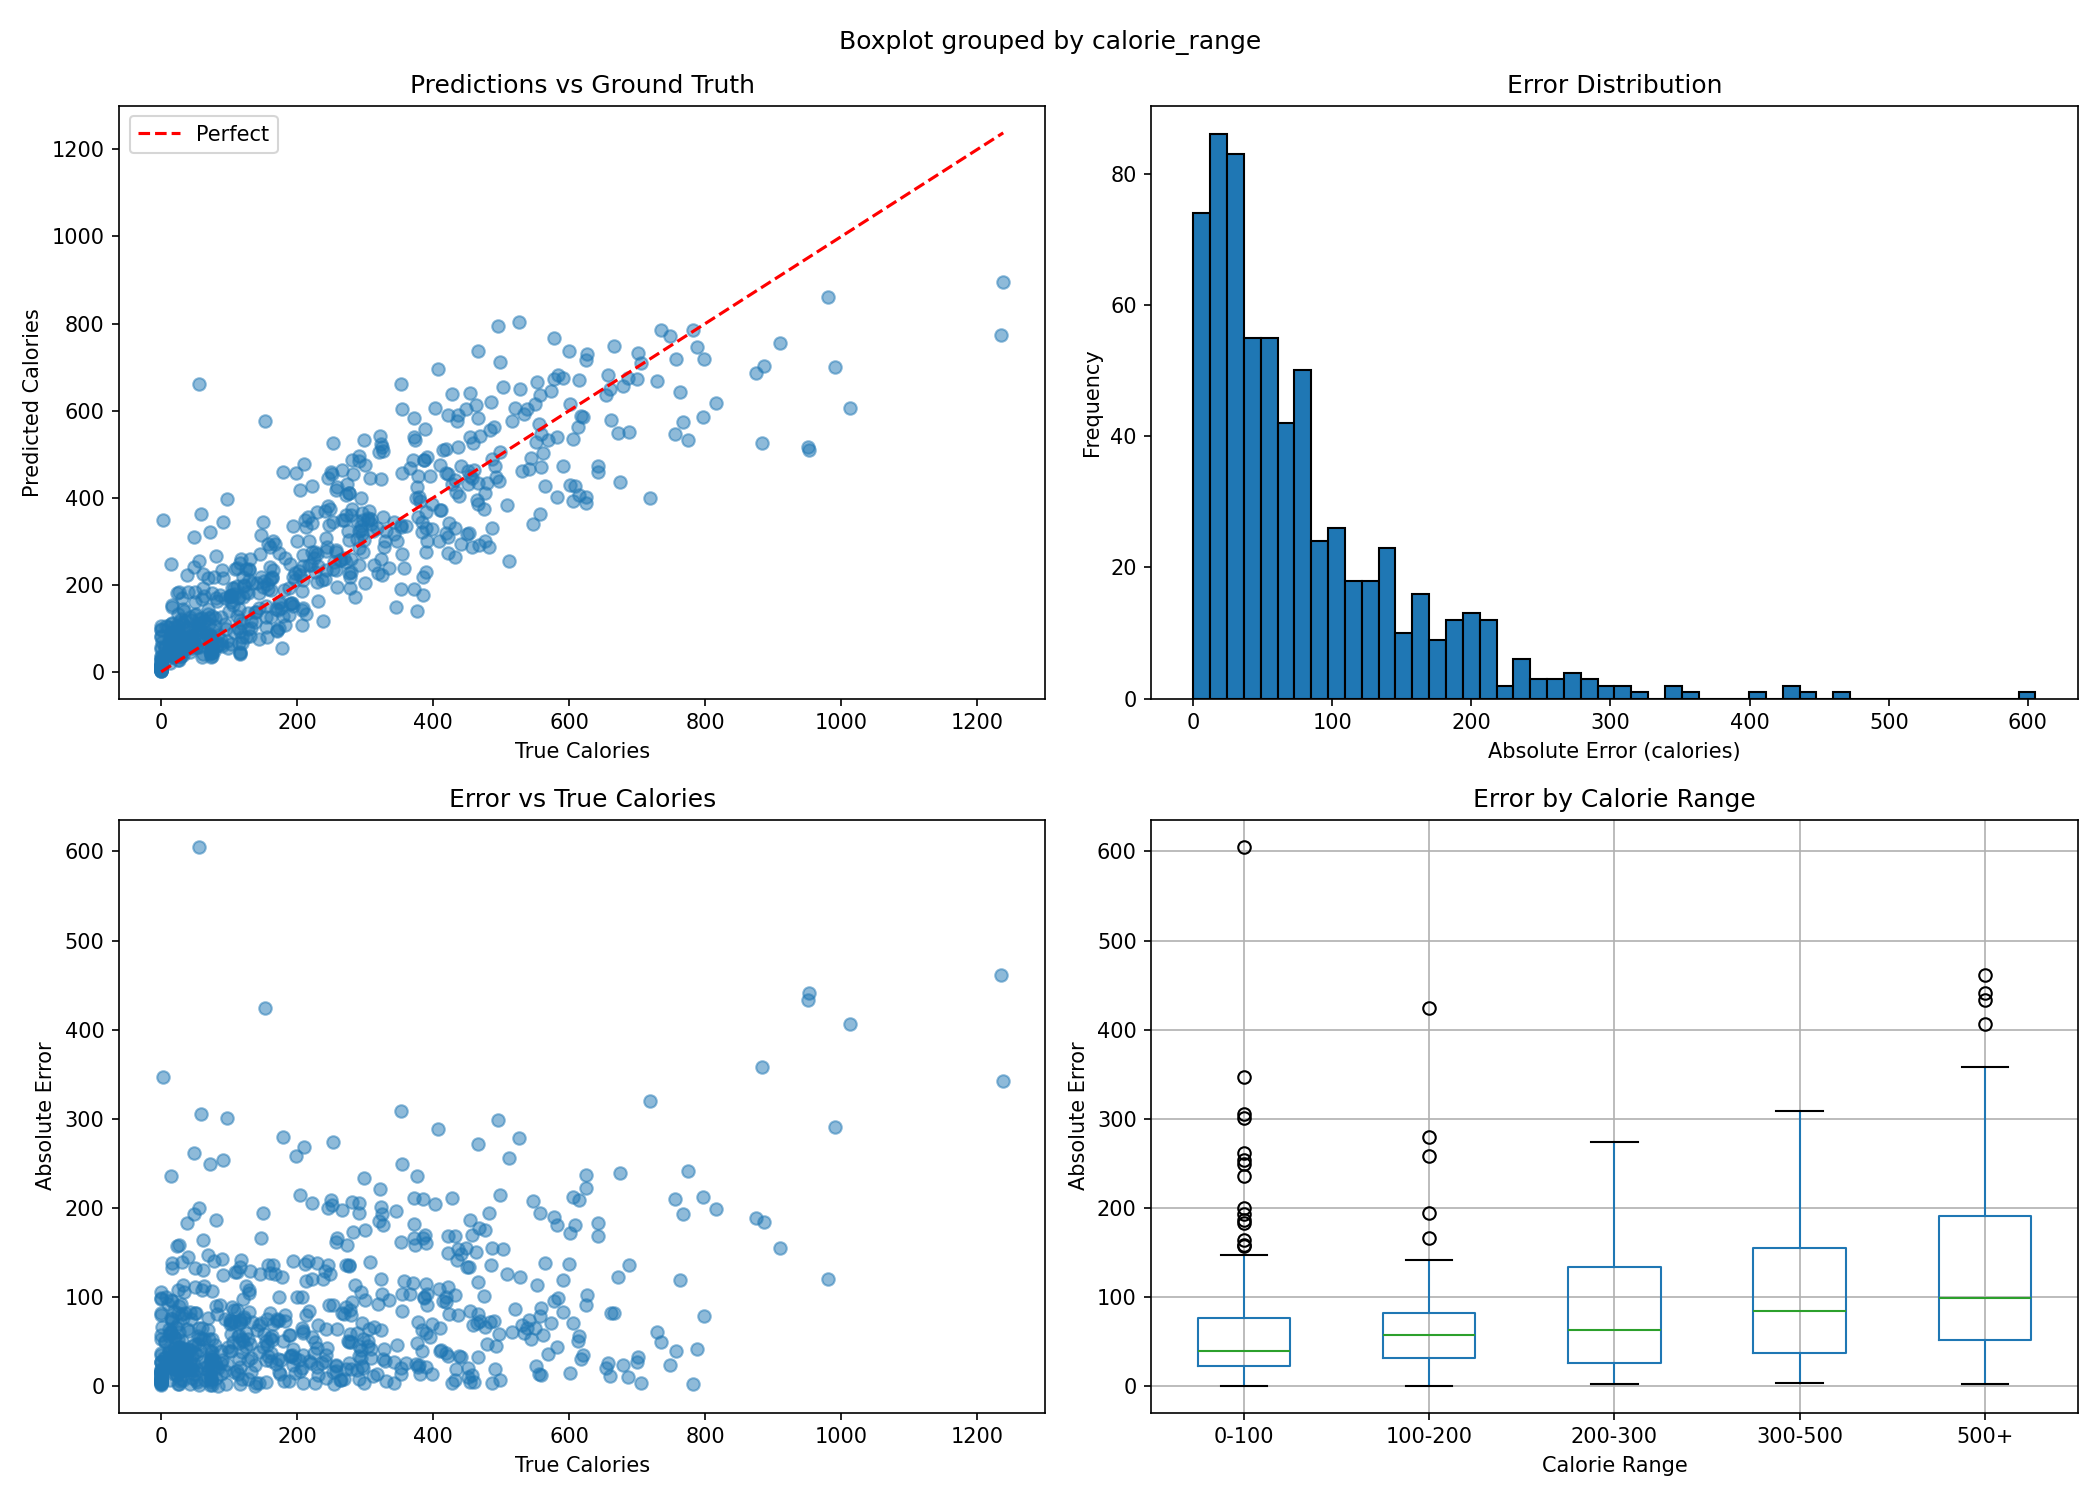 Boxplot grouped by calorie_range
Predictions vs Ground Truth
Perfect
Predicted Calories
1200
1000
800
600
400
200
0
0 200 400 600 800 1000 1200
True Calories
Error Distribution
Frequency
80
60
40
20
0
0 100 200 300 400 500 600
Absolute Error (calories)
Error vs True Calories
Absolute Error
600
500
400
300
200
100
0
0 200 400 600 800 1000 1200
True Calories
Error by Calorie Range
Absolute Error
600
500
400
300
200
100
0
0-100 100-200 200-300 300-500 500+
Calorie Range